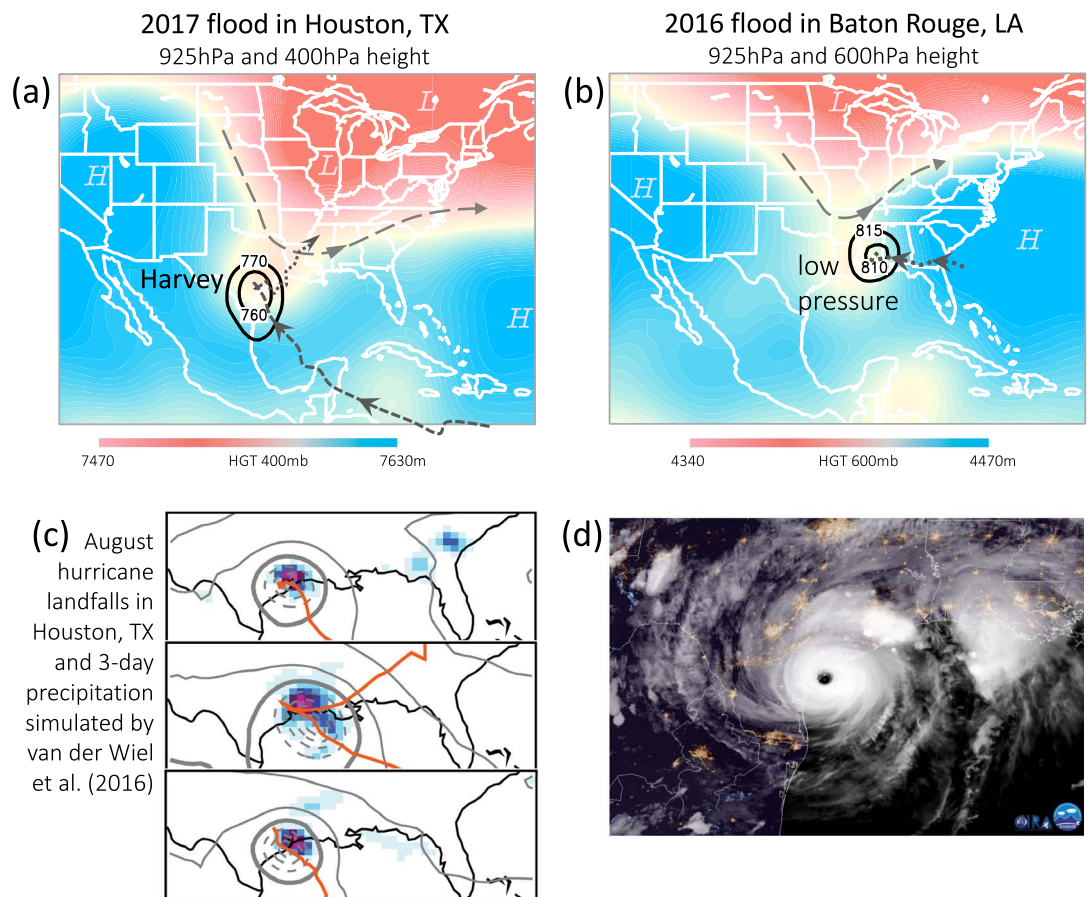 2017 flood in Houston, TX
925hPa and 400hPa height
(a)
L
H
L
770
Harvey
760
H
7470 HGT 400mb 7630m
2016 flood in Baton Rouge, LA
925hPa and 600hPa height
(b)
L
H
815
H
low
810
pressure
4340 HGT 600mb 4470m
(c) August
hurricane
landfalls in
Houston, TX
and 3-day
precipitation
simulated by
van der Wiel
et al. (2016)
(d)
CIRA